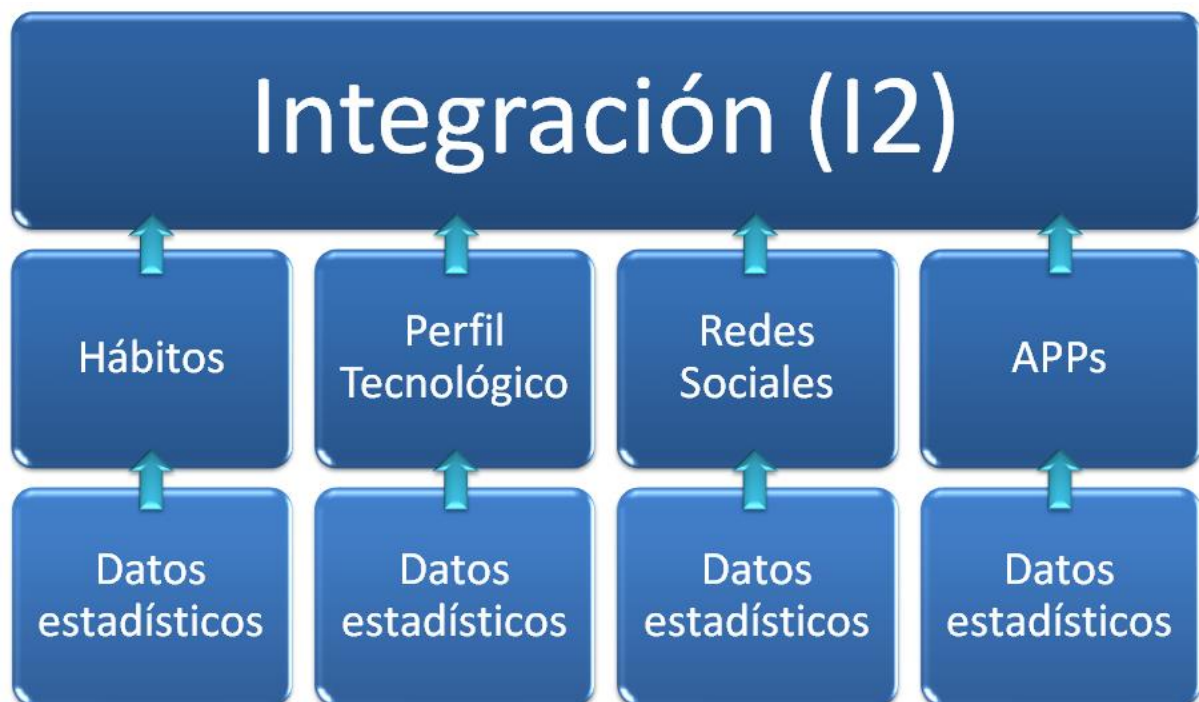 Integración (I2)
Hábitos
Perfil
Tecnológico
Redes
Sociales
APPs
Datos
estadísticos
Datos
estadísticos
Datos
estadísticos
Datos
estadísticos